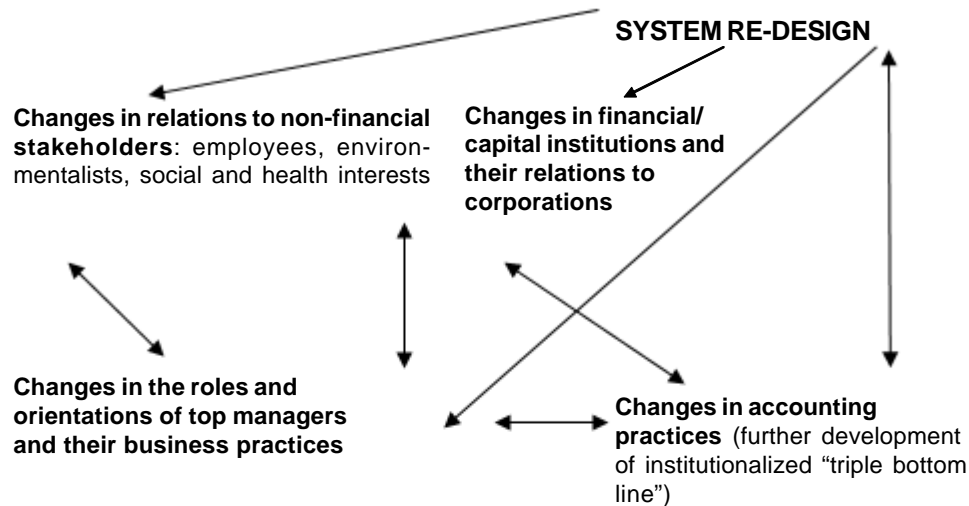 SYSTEM RE-DESIGN
Changes in relations to non-financial
stakeholders: employees, environ-
mentalists, social and health interests
Changes in financial/
capital institutions and
their relations to
corporations
Changes in the roles and
orientations of top managers
and their business practices
Changes in accounting
practices (further development
of institutionalized “triple bottom
line”)